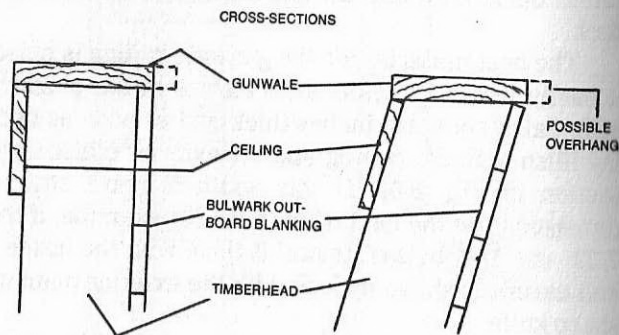 CROSS-SECTIONS
GUNWALE
CEILING
POSSIBLE
OVERHANG
BULWARK OUT-
BOARD BLANKING
TIMBERHEAD